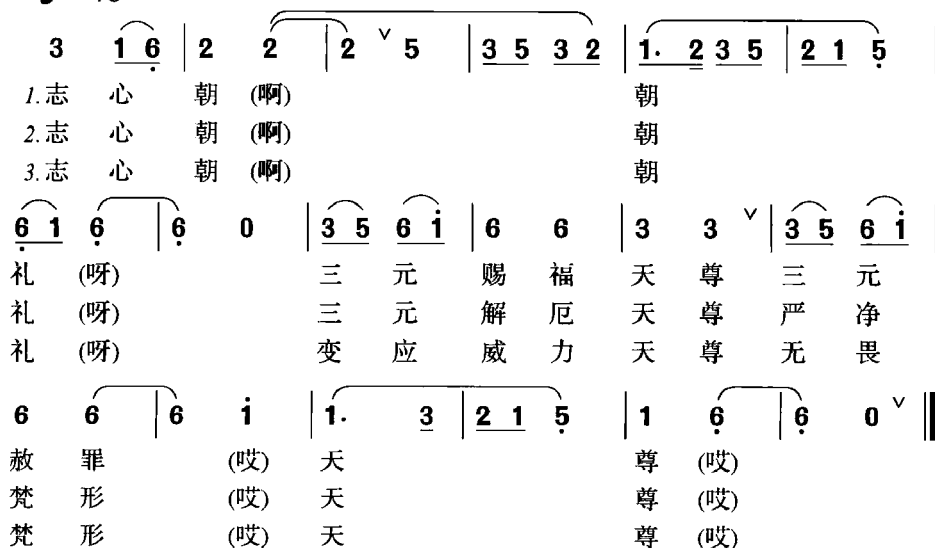 3 1 6 | 2 2 | 2 ∨ 5 | 3 5 3 2 | 1. 2 3 5 | 2 1 5 |
1.志 心 朝 (啊) 朝
2.志 心 朝 (啊) 朝
3.志 心 朝 (啊) 朝
6 1 6 | 6 0 | 3 5 6 1 | 6 6 | 3 3 ∨ | 3 5 6 1 |
礼 (呀) 三 元 赐 福 天 尊 三 元
礼 (呀) 三 元 解 厄 天 尊 严 净
礼 (呀) 变 应 威 力 天 尊 无 畏
6 6 | 6 1 | 1. 3 | 2 1 5 | 1 6 | 6 0 ∨ ‖
赦 罪 (哎) 天 尊 (哎)
梵 形 (哎) 天 尊 (哎)
梵 形 (哎) 天 尊 (哎)